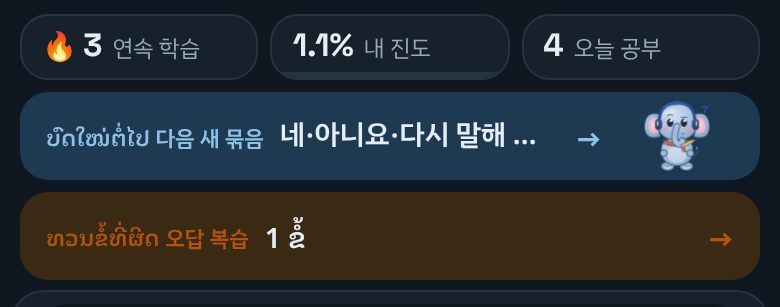 🔥 3 연속 학습
1.1% 내 진도
4 오늘 공부
ບົດໃໝ່ຕໍ່ໄປ 다음 새 묶음 네·아니요·다시 말해 ... →
ທວນຂໍ້ທີ່ຜິດ 오답 복습 1 ຂໍ້ →